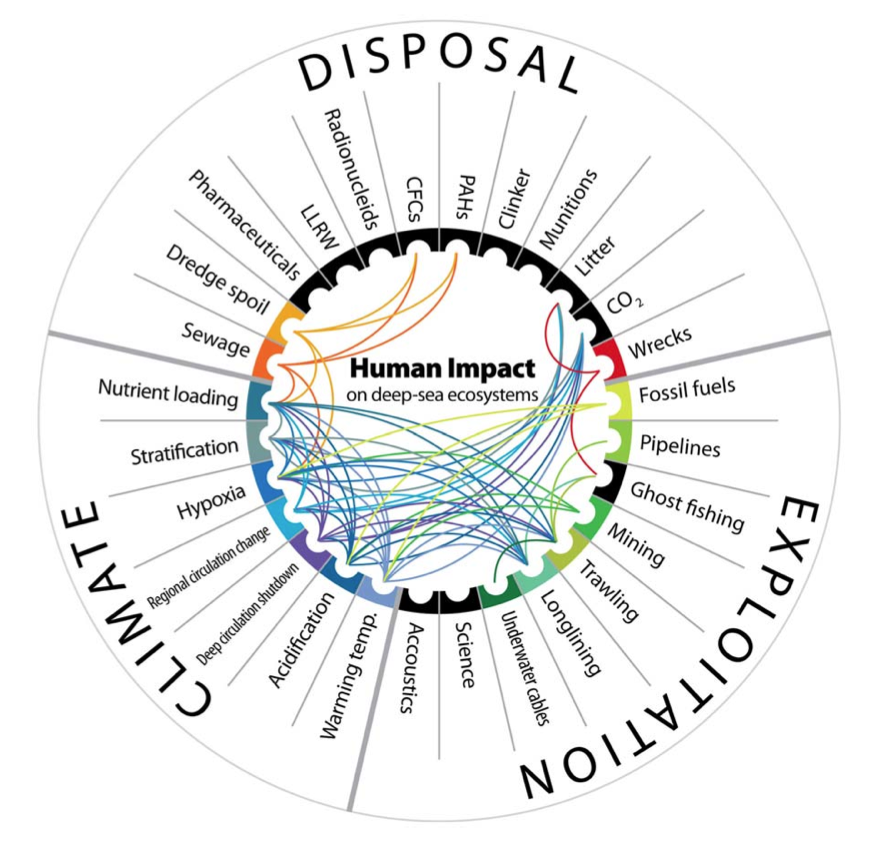 DISPOSAL
Sewage
Dredge spoil
Pharmaceuticals
LLRW
Radionucleids
CFCs
PAHs
Clinker
Munitions
Litter
CO₂
Wrecks
EXPLOITATION
Fossil fuels
Pipelines
Ghost fishing
Mining
Trawling
Longlining
Underwater cables
Science
Accoustics
CLIMATE
Warming temp.
Acidification
Deep circulation shutdown
Regional circulation change
Hypoxia
Stratification
Nutrient loading
Human Impact
on deep-sea ecosystems